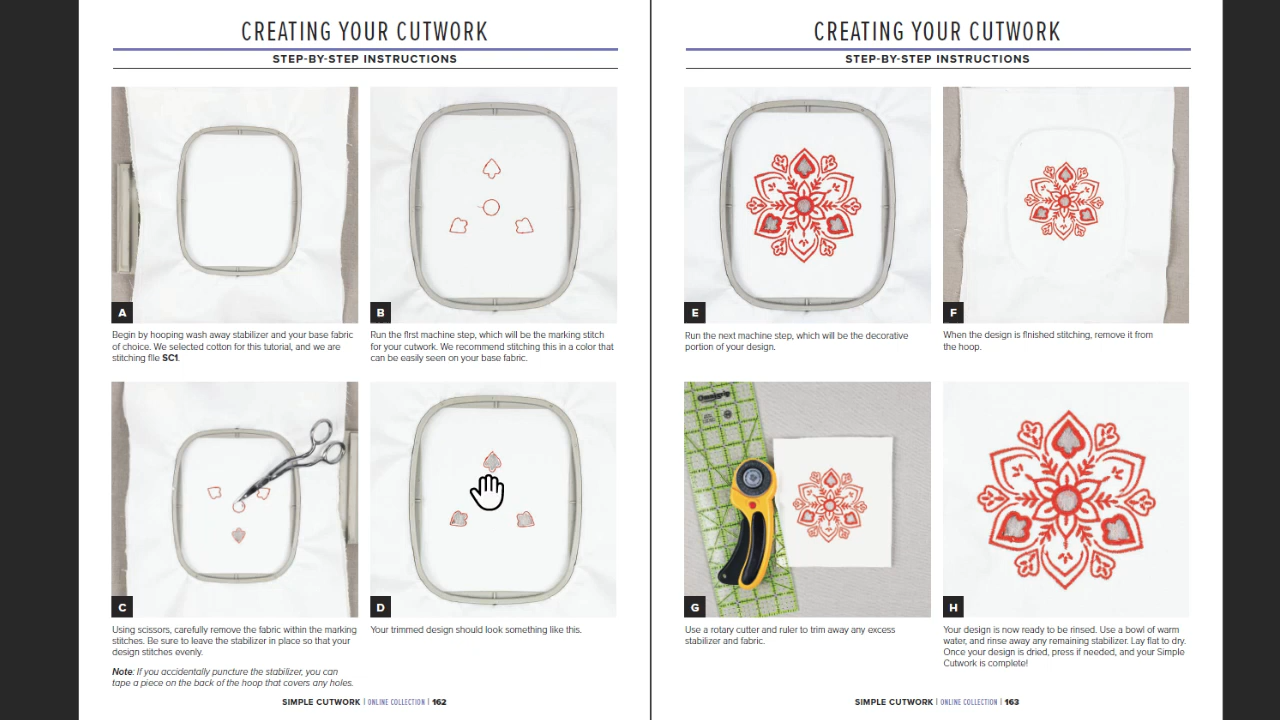 CREATING YOUR CUTWORK
STEP-BY-STEP INSTRUCTIONS
A
Begin by hooping wash away stabilizer and your base fabric
of choice. We selected cotton for this tutorial, and we are
stitching file SC1.
B
Run the first machine step, which will be the marking stitch
for your cutwork. We recommend stitching this in a color that
can be easily seen on your base fabric.
C
Using scissors, carefully remove the fabric within the marking
stitches. Be sure to leave the stabilizer in place so that your
design stitches evenly.
Note: If you accidentally puncture the stabilizer, you can
tape a piece on the back of the hoop that covers any holes.
D
Your trimmed design should look something like this.
SIMPLE CUTWORK | ONLINE COLLECTION | 162
CREATING YOUR CUTWORK
STEP-BY-STEP INSTRUCTIONS
E
Run the next machine step, which will be the decorative
portion of your design.
F
When the design is finished stitching, remove it from
the hoop.
G
Use a rotary cutter and ruler to trim away any excess
stabilizer and fabric.
H
Your design is now ready to be rinsed. Use a bowl of warm
water, and rinse away any remaining stabilizer. Lay flat to dry.
Once your design is dried, press if needed, and your Simple
Cutwork is complete!
SIMPLE CUTWORK | ONLINE COLLECTION | 163